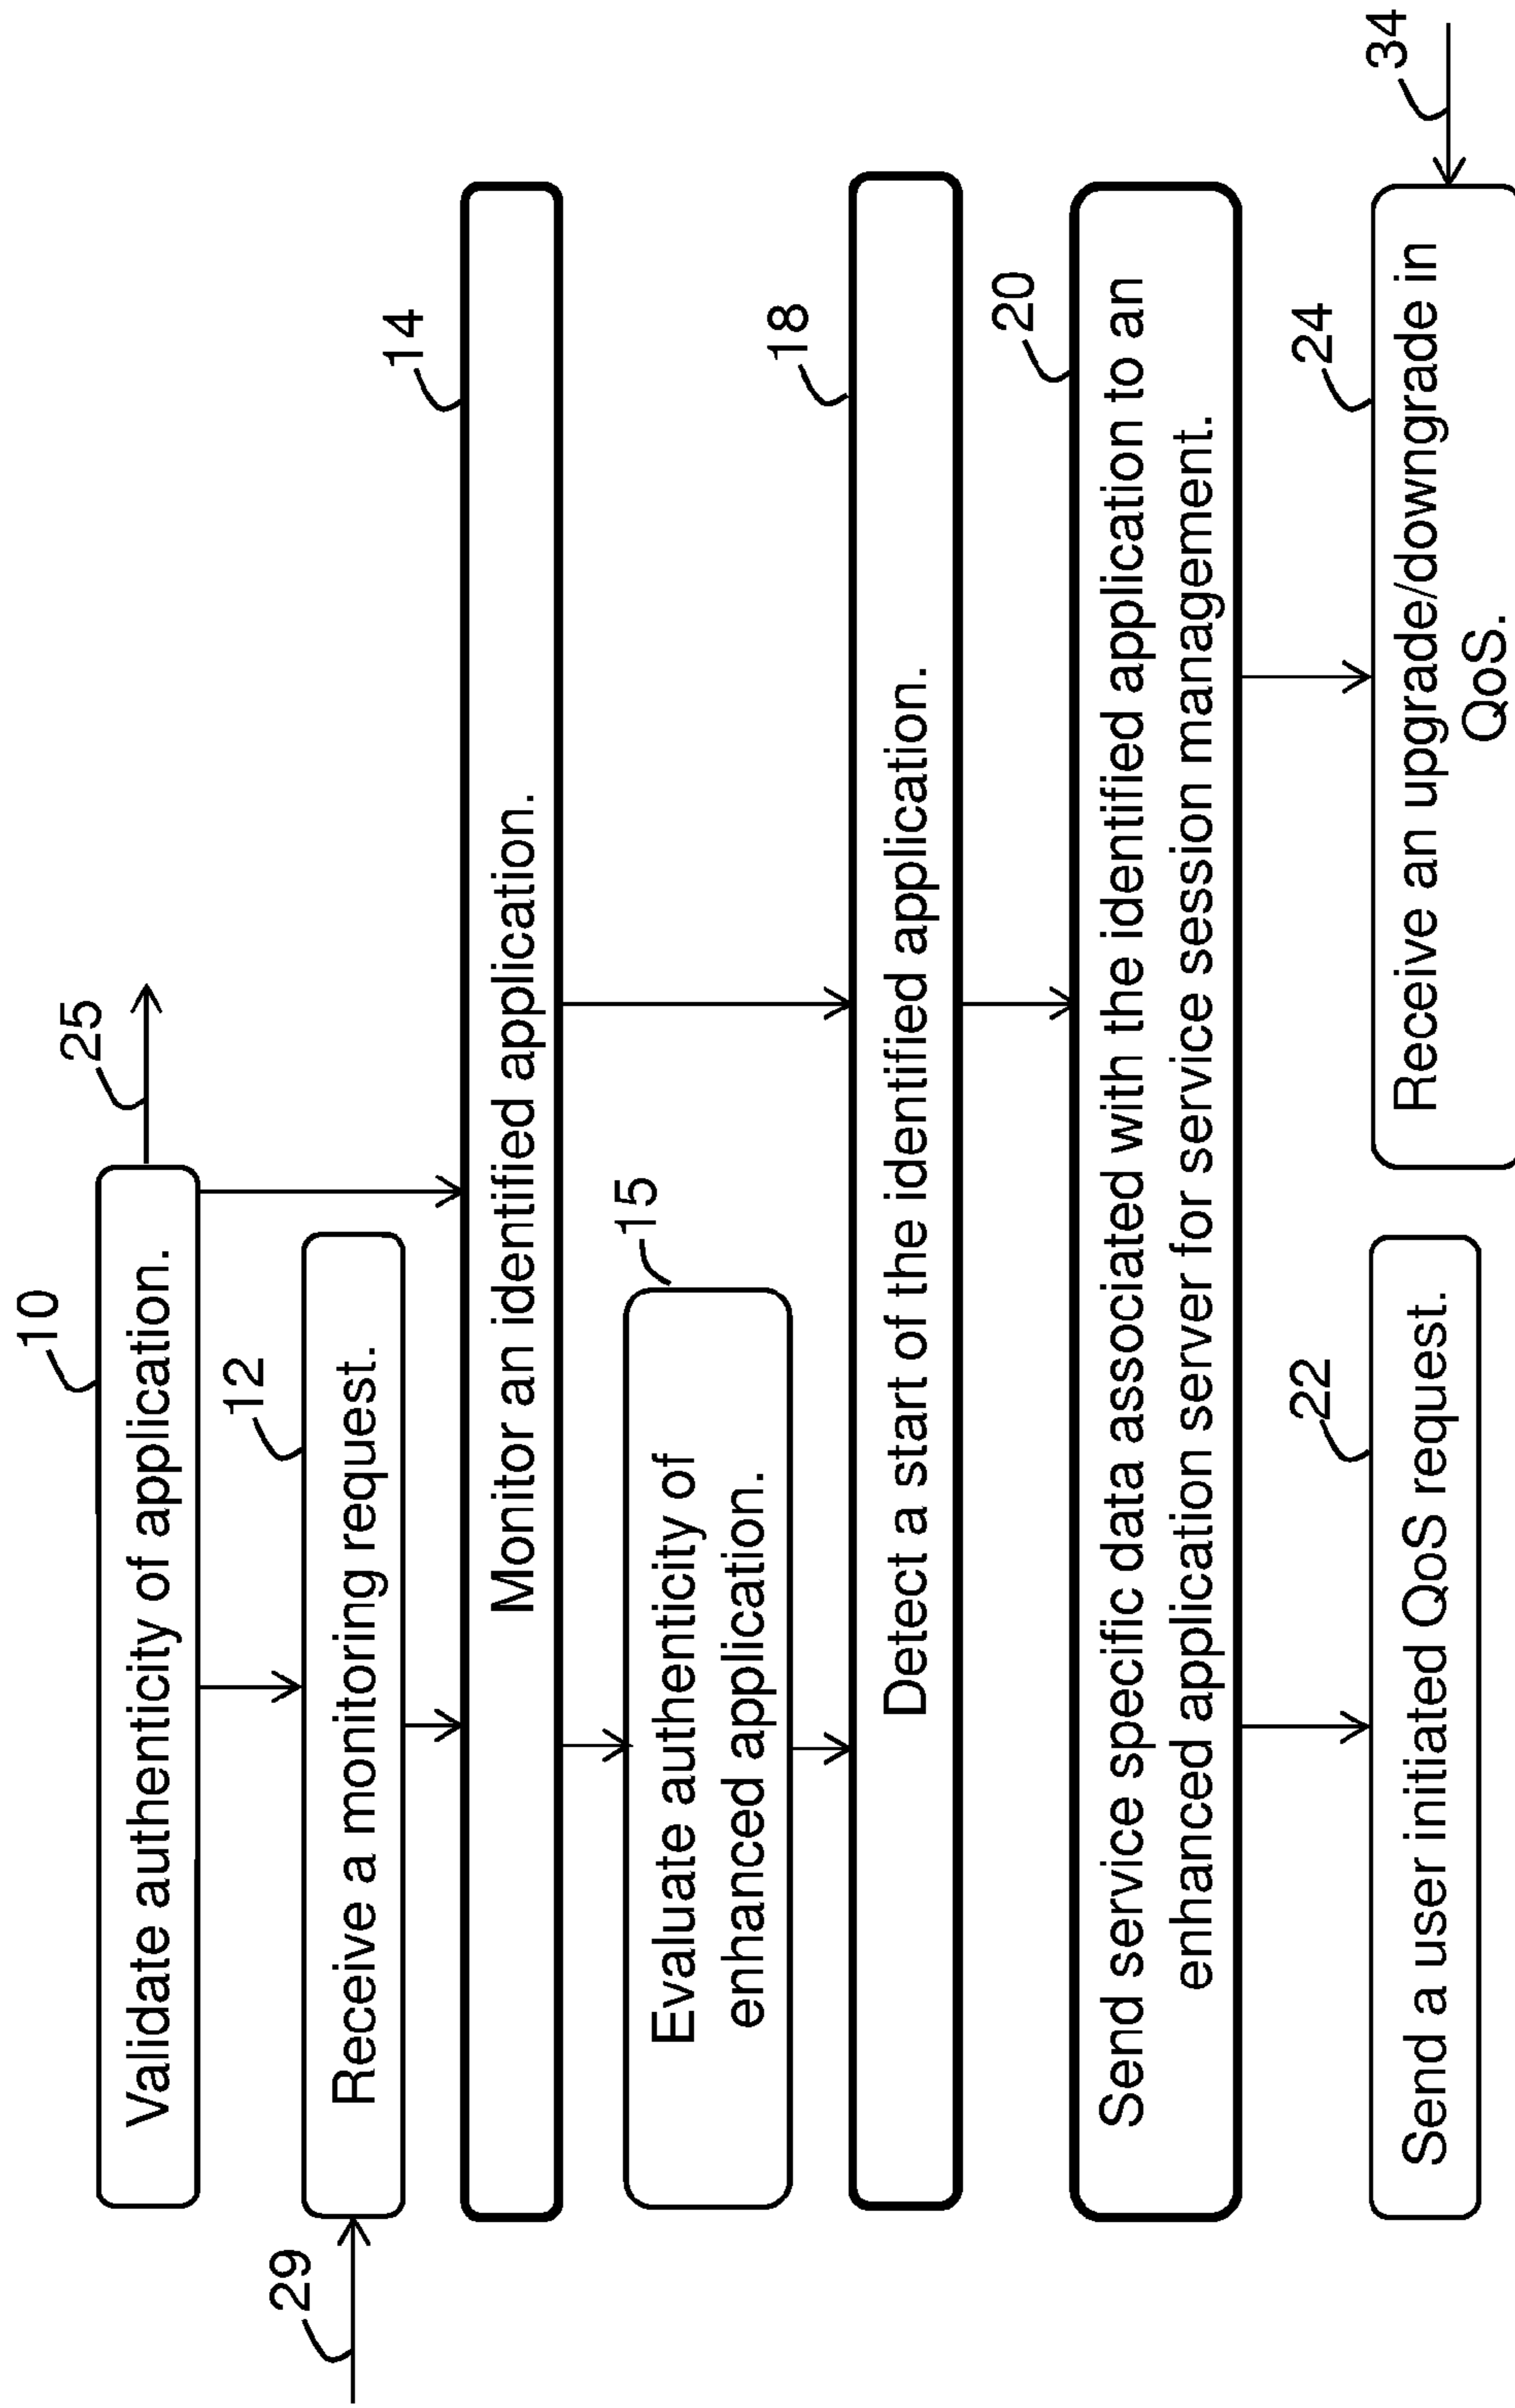 10
25
Validate authenticity of application.
29
12
Receive a monitoring request.
14
Monitor an identified application.
15
Evaluate authenticity of
enhanced application.
18
Detect a start of the identified application.
20
Send service specific data associated with the identified application to an
enhanced application server for service session management.
22
Send a user initiated QoS request.
24
34
Receive an upgrade/downgrade in
QoS.